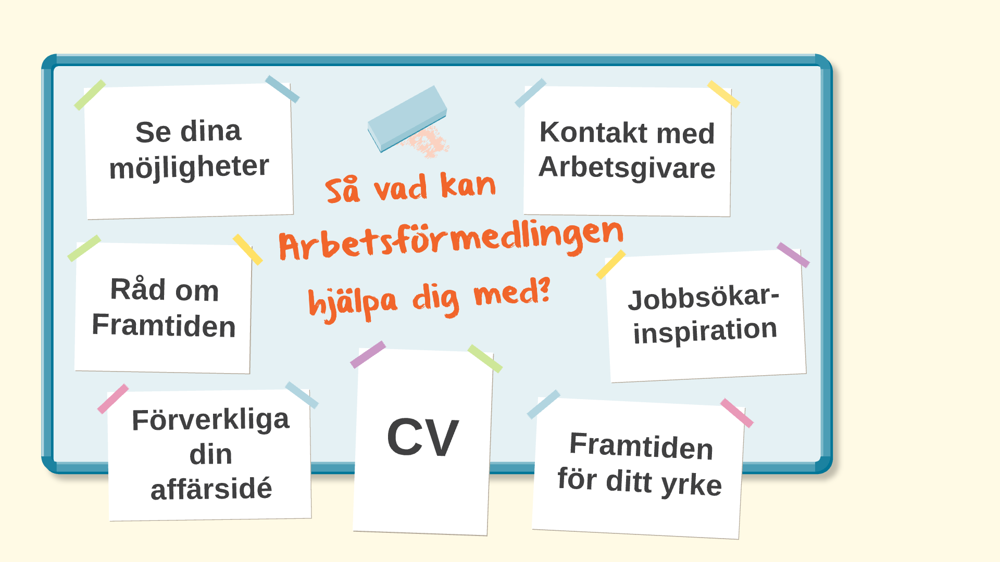 Se dina
möjligheter
Så vad kan
Arbetsförmedlingen
hjälpa dig med?
Kontakt med
Arbetsgivare
Råd om
Framtiden
Jobbsökar-
inspiration
Förverkliga
din
affärsidé
CV
Framtiden
för ditt yrke